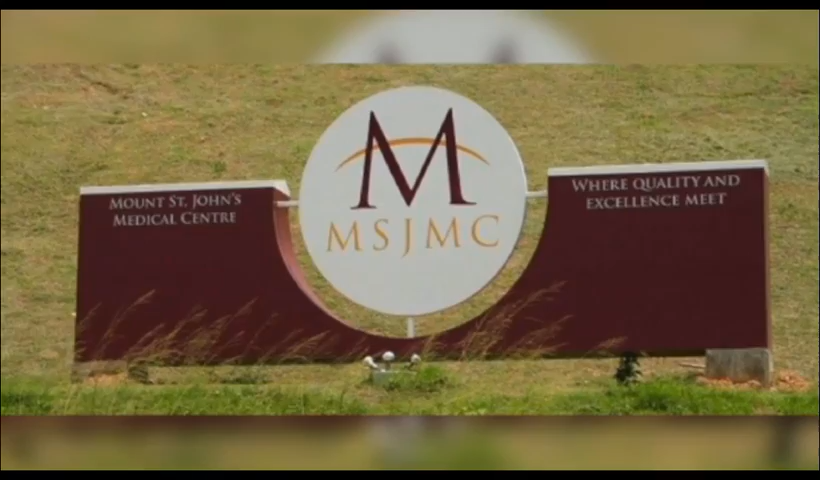 MOUNT ST. JOHN'S
MEDICAL CENTRE
M
MSJMC
WHERE QUALITY AND
EXCELLENCE MEET